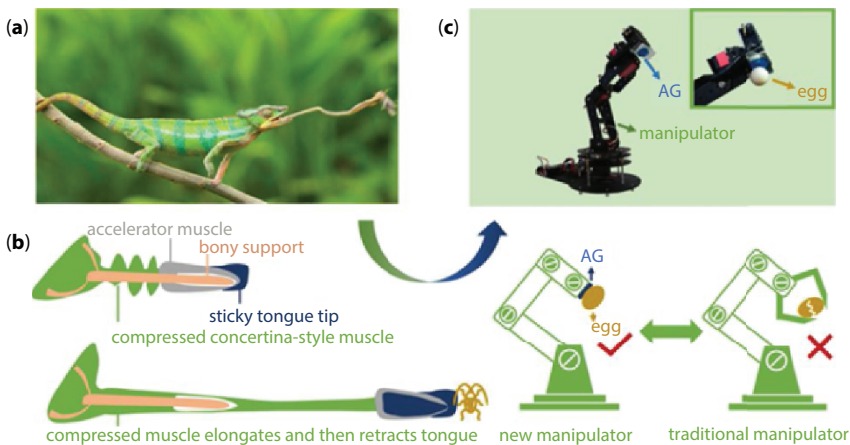 (a)
(c)
AG
egg
manipulator
(b)
accelerator muscle
bony support
sticky tongue tip
compressed concertina-style muscle
compressed muscle elongates and then retracts tongue
AG
egg
new manipulator
traditional manipulator